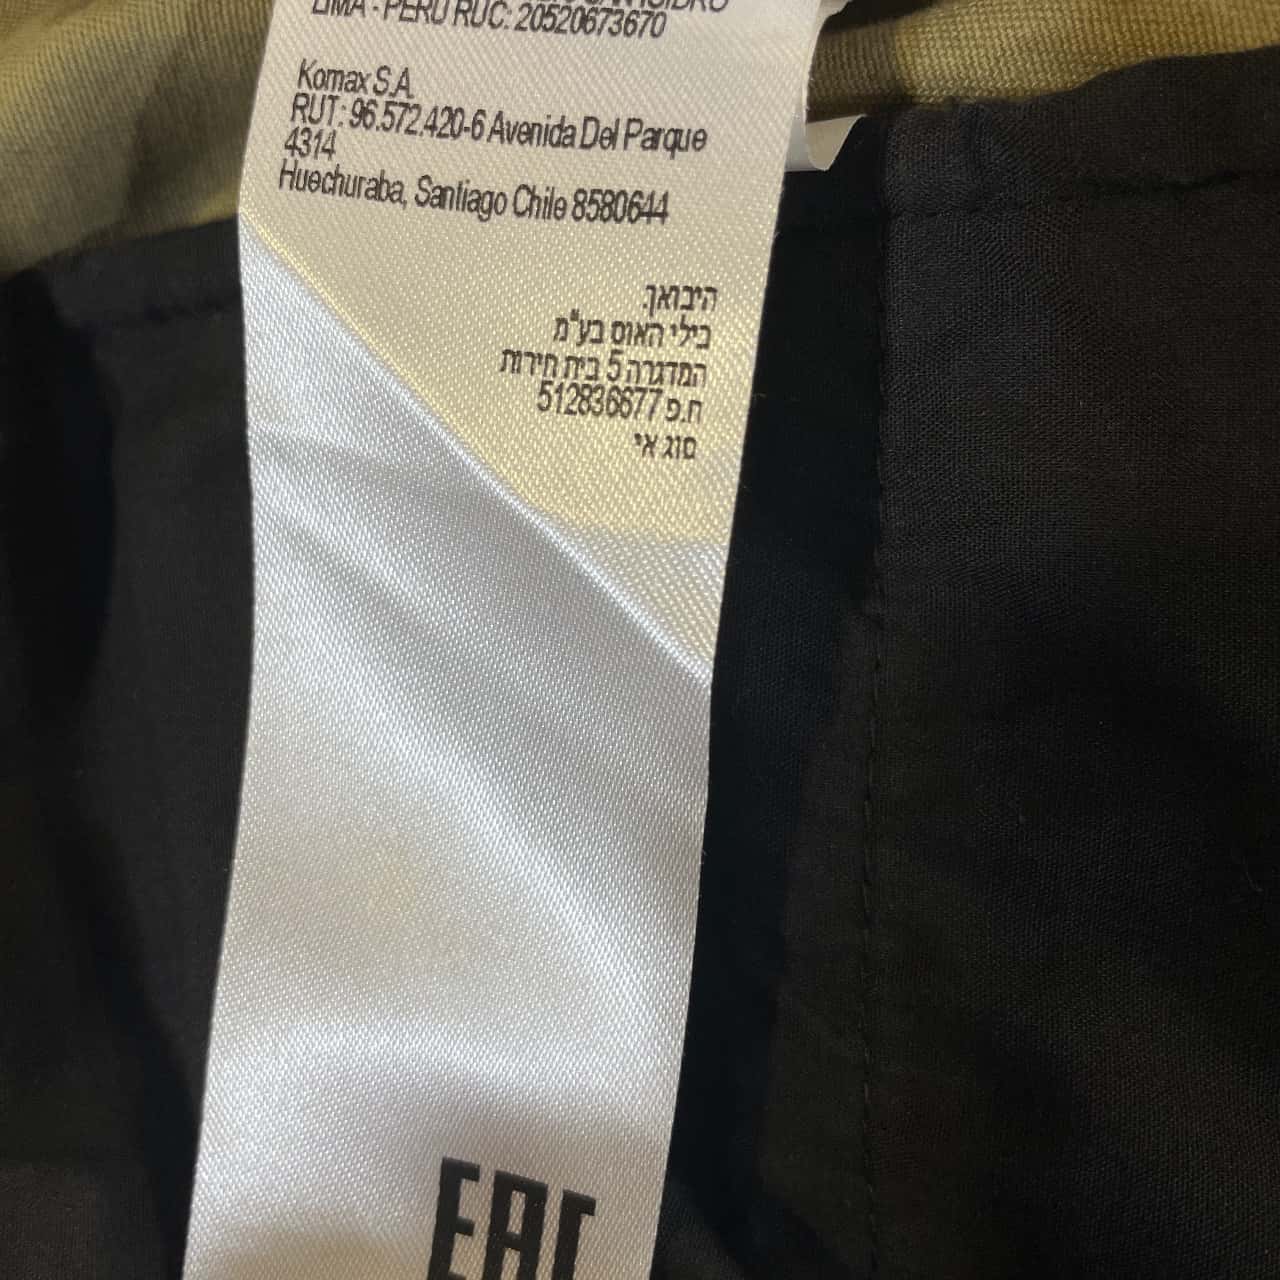 LIMA - PERU RUC: 20520673670
Komax S.A.
RUT: 96.572.420-6 Avenida Del Parque
4314
Huechuraba, Santiago Chile 8580644
היבואן:
בילי האוס בע"מ
המדגרה 5 בית חירות
ח.פ 512836677
סוג א'
EAC